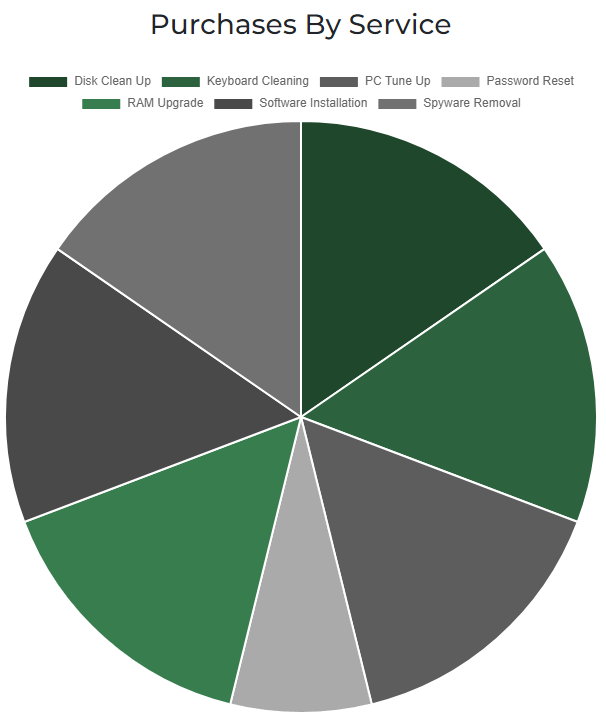 Purchases By Service
Disk Clean Up Keyboard Cleaning PC Tune Up Password Reset
RAM Upgrade Software Installation Spyware Removal